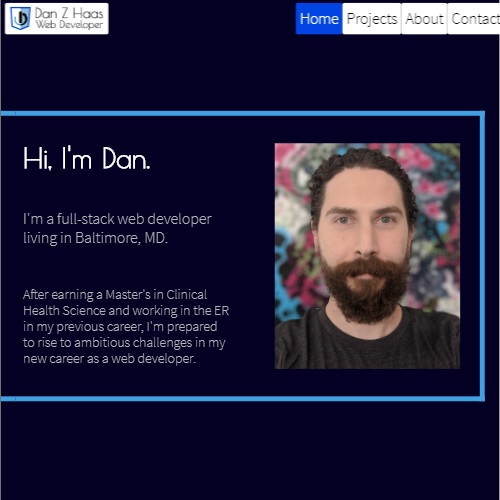 Dan Z Haas
Web Developer
Home Projects About Contact
Hi, I'm Dan.
I'm a full-stack web developer
living in Baltimore, MD.
After earning a Master's in Clinical
Health Science and working in the ER
in my previous career, I'm prepared
to rise to ambitious challenges in my
new career as a web developer.